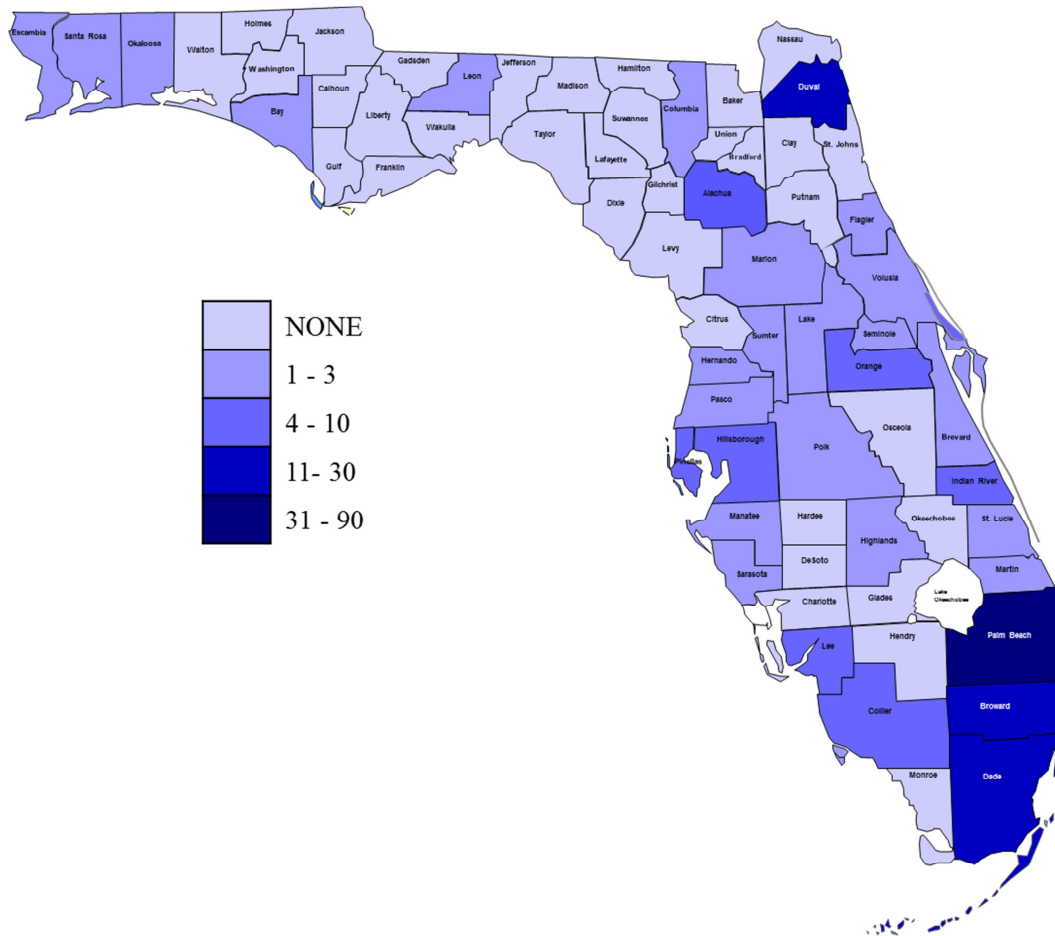 Escambia
Santa Rosa
Okaloosa
Walton
Holmes
Washington
Jackson
Bay
Calhoun
Gulf
Liberty
Franklin
Gadsden
Leon
Wakulla
Jefferson
Madison
Taylor
Hamilton
Suwannee
Lafayette
Dixie
Columbia
Gilchrist
Levy
Baker
Union
Bradford
Alachua
Nassau
Duval
Clay
St. Johns
Putnam
Flagler
Marion
Volusia
Citrus
Sumter
Lake
Seminole
Hernando
Orange
Pasco
Osceola
Brevard
Hillsborough
Polk
Pinellas
Indian River
Manatee
Hardee
Okeechobee
St. Lucie
Highlands
DeSoto
Sarasota
Martin
Charlotte
Glades
Lake
Okeechobee
Lee
Hendry
Palm Beach
Collier
Broward
Monroe
Dade
NONE
1 - 3
4 - 10
11- 30
31 - 90